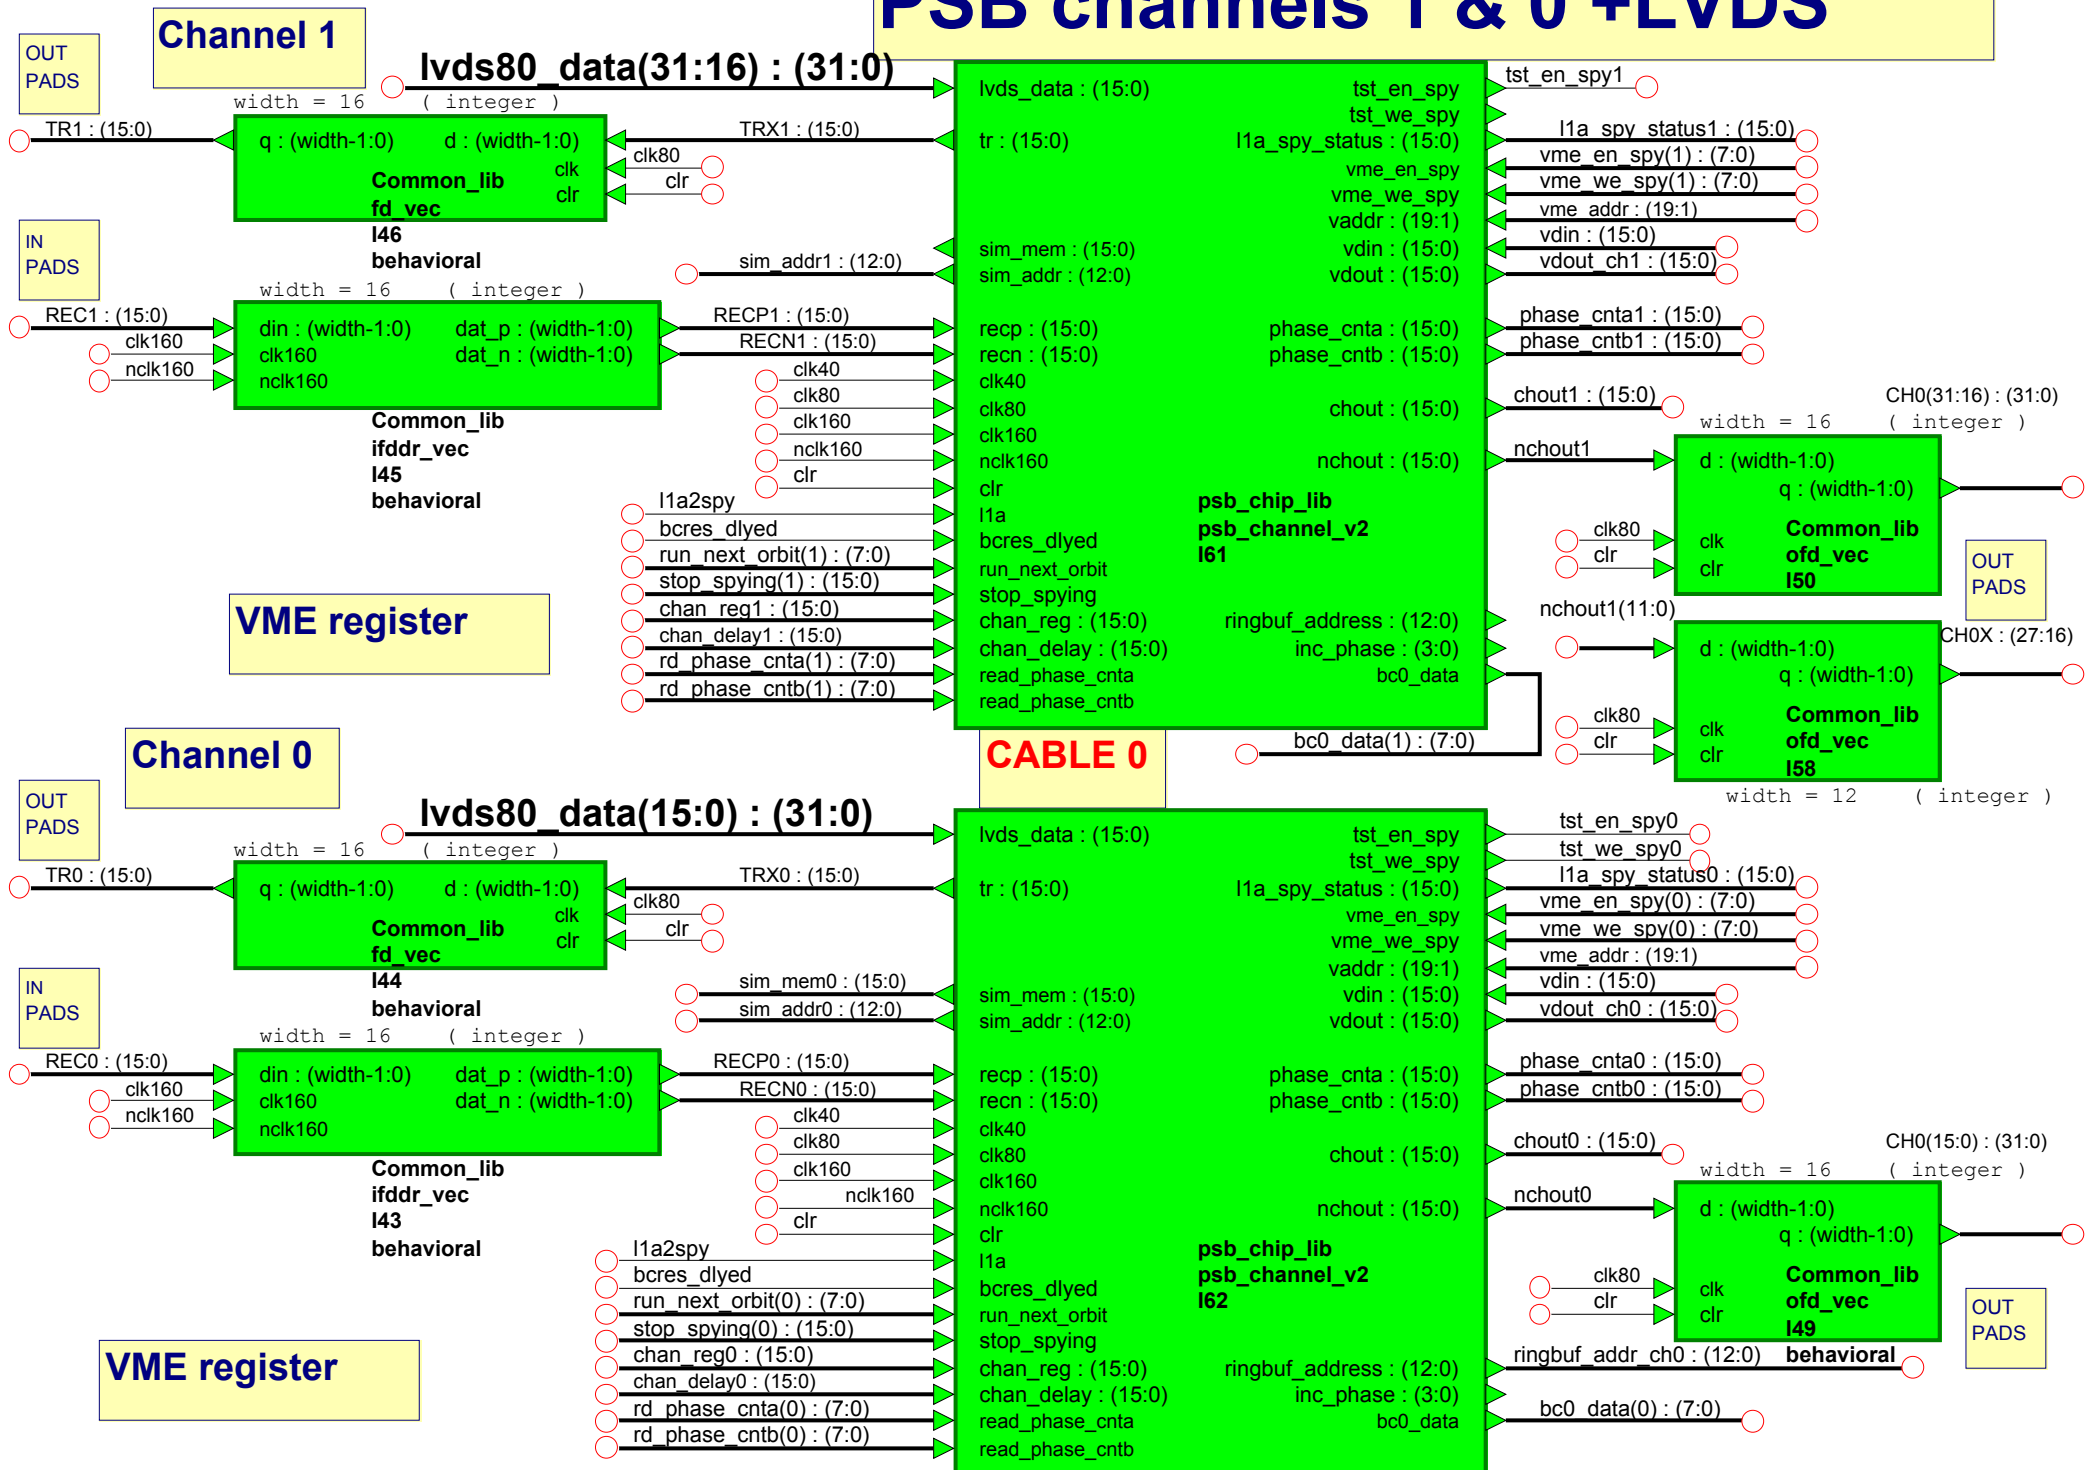 PSB channels 1 & 0 +LVDS
Channel 1
OUT
PADS
lvds80_data(31:16) : (31:0)
width = 16 ( integer )
TR1 : (15:0)
q : (width-1:0) d : (width-1:0)
clk
clr
TRX1 : (15:0)
clk80
clr
Common_lib
fd_vec
I46
behavioral
IN
PADS
width = 16 ( integer )
REC1 : (15:0)
clk160
nclk160
din : (width-1:0) dat_p : (width-1:0)
clk160 dat_n : (width-1:0)
nclk160
Common_lib
ifddr_vec
I45
behavioral
sim_addr1 : (12:0)
RECP1 : (15:0)
RECN1 : (15:0)
clk40
clk80
clk160
nclk160
clr
l1a2spy
bcres_dlyed
run_next_orbit(1) : (7:0)
stop_spying(1) : (15:0)
chan_reg1 : (15:0)
chan_delay1 : (15:0)
rd_phase_cnta(1) : (7:0)
rd_phase_cntb(1) : (7:0)
VME register
lvds_data : (15:0) tst_en_spy
tst_we_spy
tr : (15:0) l1a_spy_status : (15:0)
vme_en_spy
vme_we_spy
vaddr : (19:1)
sim_mem : (15:0) vdin : (15:0)
sim_addr : (12:0) vdout : (15:0)
recp : (15:0) phase_cnta : (15:0)
recn : (15:0) phase_cntb : (15:0)
clk40
clk80 chout : (15:0)
clk160
nclk160 nchout : (15:0)
clr
l1a
bcres_dlyed
run_next_orbit
stop_spying
chan_reg : (15:0) ringbuf_address : (12:0)
chan_delay : (15:0) inc_phase : (3:0)
read_phase_cnta bc0_data
read_phase_cntb
psb_chip_lib
psb_channel_v2
I61
tst_en_spy1
l1a_spy_status1 : (15:0)
vme_en_spy(1) : (7:0)
vme_we_spy(1) : (7:0)
vme_addr : (19:1)
vdin : (15:0)
vdout_ch1 : (15:0)
phase_cnta1 : (15:0)
phase_cntb1 : (15:0)
chout1 : (15:0)
nchout1
CH0(31:16) : (31:0)
width = 16 ( integer )
d : (width-1:0)
q : (width-1:0)
clk80
clr
clk
clr
Common_lib
ofd_vec
I50
OUT
PADS
nchout1(11:0)
CH0X : (27:16)
d : (width-1:0)
q : (width-1:0)
clk80
clr
clk
clr
Common_lib
ofd_vec
I58
width = 12 ( integer )
bc0_data(1) : (7:0)
Channel 0
CABLE 0
OUT
PADS
lvds80_data(15:0) : (31:0)
width = 16 ( integer )
TR0 : (15:0)
q : (width-1:0) d : (width-1:0)
clk
clr
TRX0 : (15:0)
clk80
clr
Common_lib
fd_vec
I44
behavioral
IN
PADS
width = 16 ( integer )
REC0 : (15:0)
clk160
nclk160
din : (width-1:0) dat_p : (width-1:0)
clk160 dat_n : (width-1:0)
nclk160
Common_lib
ifddr_vec
I43
behavioral
sim_mem0 : (15:0)
sim_addr0 : (12:0)
RECP0 : (15:0)
RECN0 : (15:0)
clk40
clk80
clk160
nclk160
clr
l1a2spy
bcres_dlyed
run_next_orbit(0) : (7:0)
stop_spying(0) : (15:0)
chan_reg0 : (15:0)
chan_delay0 : (15:0)
rd_phase_cnta(0) : (7:0)
rd_phase_cntb(0) : (7:0)
VME register
lvds_data : (15:0) tst_en_spy
tst_we_spy
tr : (15:0) l1a_spy_status : (15:0)
vme_en_spy
vme_we_spy
vaddr : (19:1)
sim_mem : (15:0) vdin : (15:0)
sim_addr : (12:0) vdout : (15:0)
recp : (15:0) phase_cnta : (15:0)
recn : (15:0) phase_cntb : (15:0)
clk40
clk80 chout : (15:0)
clk160
nclk160 nchout : (15:0)
clr
l1a
bcres_dlyed
run_next_orbit
stop_spying
chan_reg : (15:0) ringbuf_address : (12:0)
chan_delay : (15:0) inc_phase : (3:0)
read_phase_cnta bc0_data
read_phase_cntb
psb_chip_lib
psb_channel_v2
I62
tst_en_spy0
tst_we_spy0
l1a_spy_status0 : (15:0)
vme_en_spy(0) : (7:0)
vme_we_spy(0) : (7:0)
vme_addr : (19:1)
vdin : (15:0)
vdout_ch0 : (15:0)
phase_cnta0 : (15:0)
phase_cntb0 : (15:0)
chout0 : (15:0)
nchout0
CH0(15:0) : (31:0)
width = 16 ( integer )
d : (width-1:0)
q : (width-1:0)
clk80
clr
clk
clr
Common_lib
ofd_vec
I49
behavioral
OUT
PADS
ringbuf_addr_ch0 : (12:0)
bc0_data(0) : (7:0)